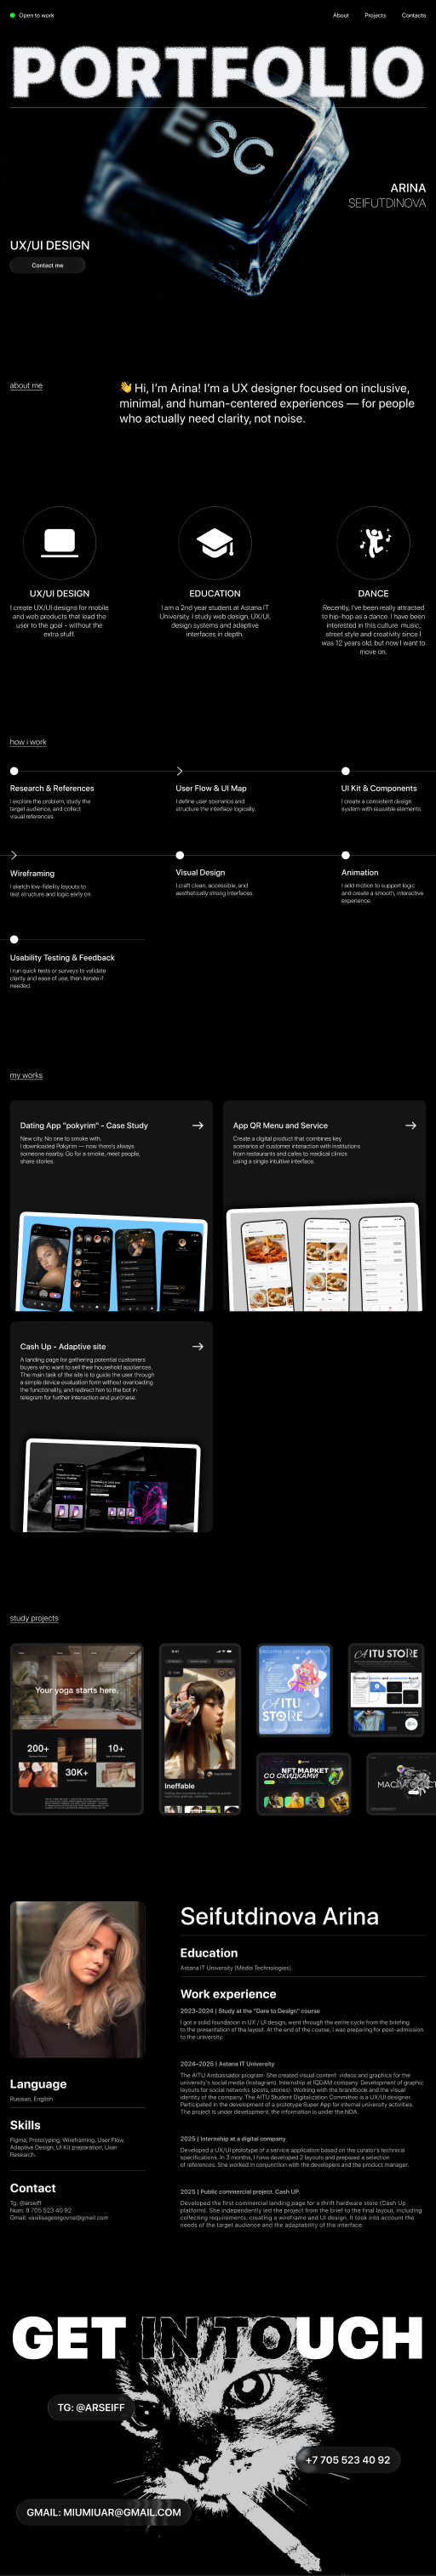 Open to work
About
Projects
Contacts
PORTFOLIO
ESC
ARINA
SEIFUTDINOVA
UX/UI DESIGN
Contact me
about me
👋 Hi, I'm Arina! I'm a UX designer focused on inclusive,
minimal, and human-centered experiences — for people
who actually need clarity, not noise.
UX/UI DESIGN
I create UX/UI designs for mobile
and web products that lead the
user to the goal - without the
extra stuff.
EDUCATION
I am a 2nd year student at Astana IT
University. I study web design, UX/UI,
design systems and adaptive
interfaces in depth.
DANCE
Recently, I've been really attracted
to hip-hop as a dance. I have been
interested in this culture music,
street style and creativity since I
was 12 years old, but now I want to
move on.
how i work
Research & References
I explore the problem, study the
target audience, and collect
visual references.
User Flow & UI Map
I define user scenarios and
structure the interface logically.
UI Kit & Components
I create a consistent design
system with reusable elements.
Wireframing
I sketch low-fidelity layouts to
test structure and logic early on.
Visual Design
I craft clean, accessible, and
aesthetically strong interfaces.
Animation
I add motion to support logic
and create a smooth, interactive
experience.
Usability Testing & Feedback
I run quick tests or surveys to validate
clarity and ease of use, then iterate if
needed.
my works
Dating App "pokyrim" - Case Study
New city. No one to smoke with.
I downloaded Pokyrim — now there's always
someone nearby. Go for a smoke, meet people,
share stories.
App QR Menu and Service
Create a digital product that combines key
scenarios of customer interaction with institutions
from restaurants and cafes to medical clinics
using a single intuitive interface.
Cash Up - Adaptive site
A landing page for gathering potential customers
buyers who want to sell their household appliances.
The main task of the site is to guide the user through
a simple device evaluation form without overloading
the functionality, and redirect him to the bot in
telegram for further interaction and purchase.
study projects
Your yoga starts here.
200+
30K+
10+
Ineffable
AITU
STORE
AITU STORE
NFT МАРКЕТ
СО СКИДКАМИ
Seifutdinova Arina
Education
Astana IT University (Media Technologies).
Work experience
2023-2024 | Study at the "Dare to Design" course
I got a solid foundation in UX / UI design, went through the entire cycle from the briefing
to the presentation of the layout. At the end of the course, I was preparing for post-admission
to the university.
2024–2025 | Astana IT University
The AITU Ambassador program. She created visual content: videos and graphics for the
university's social media (Instagram). Internship at IQDAM company. Development of graphic
layouts for social networks (posts, stories). Working with the brandbook and the visual
identity of the company. The AITU Student Digitalization Committee is a UX/UI designer.
Participated in the development of a prototype Super App for internal university activities.
The project is under development, the information is under the NDA.
2025 | Internship at a digital company.
Developed a UX/UI prototype of a service application based on the curator's technical
specifications. In 3 months, I have developed 2 layouts and prepared a selection
of references. She worked in conjunction with the developers and the product manager.
2025 | Public commercial project. Cash UP.
Developed the first commercial landing page for a thrift hardware store (Cash Up
platform). She independently led the project from the brief to the final layout, including
collecting requirements, creating a wireframe and UI design. It took into account the
needs of the target audience and the adaptability of the interface.
Language
Russian, English
Skills
Figma, Prototyping, Wireframing, User Flow,
Adaptive Design, UI Kit preparation, User
Research.
Contact
Tg: @arseiff
Num: 8 705 523 40 92
Gmail: vasilisageorgovna@gmail.com
GET IN TOUCH
TG: @ARSEIFF
+7 705 523 40 92
GMAIL: MIUMIUAR@GMAIL.COM